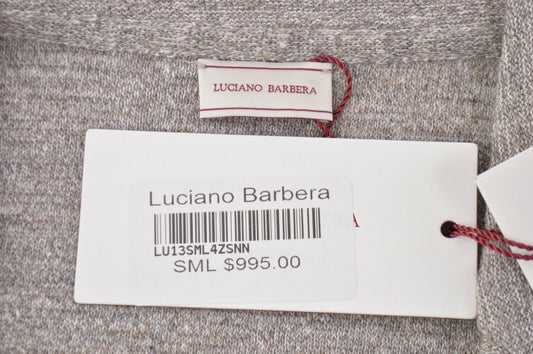 LUCIANO BARBERA
Luciano Barbera
LU13SML4ZSNN
SML $995.00